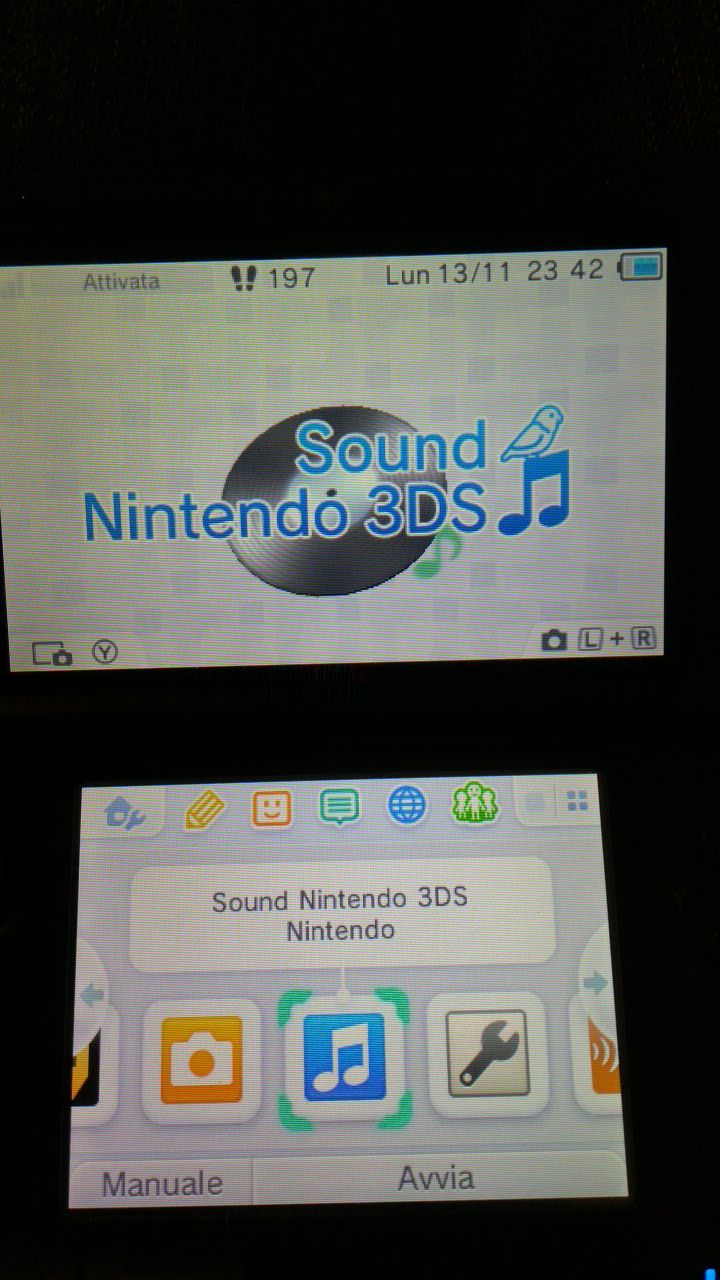 Attivata 197 Lun 13/11 23 42
Sound
Nintendo 3DS
Y L + R
Sound Nintendo 3DS
Nintendo
Manuale Avvia